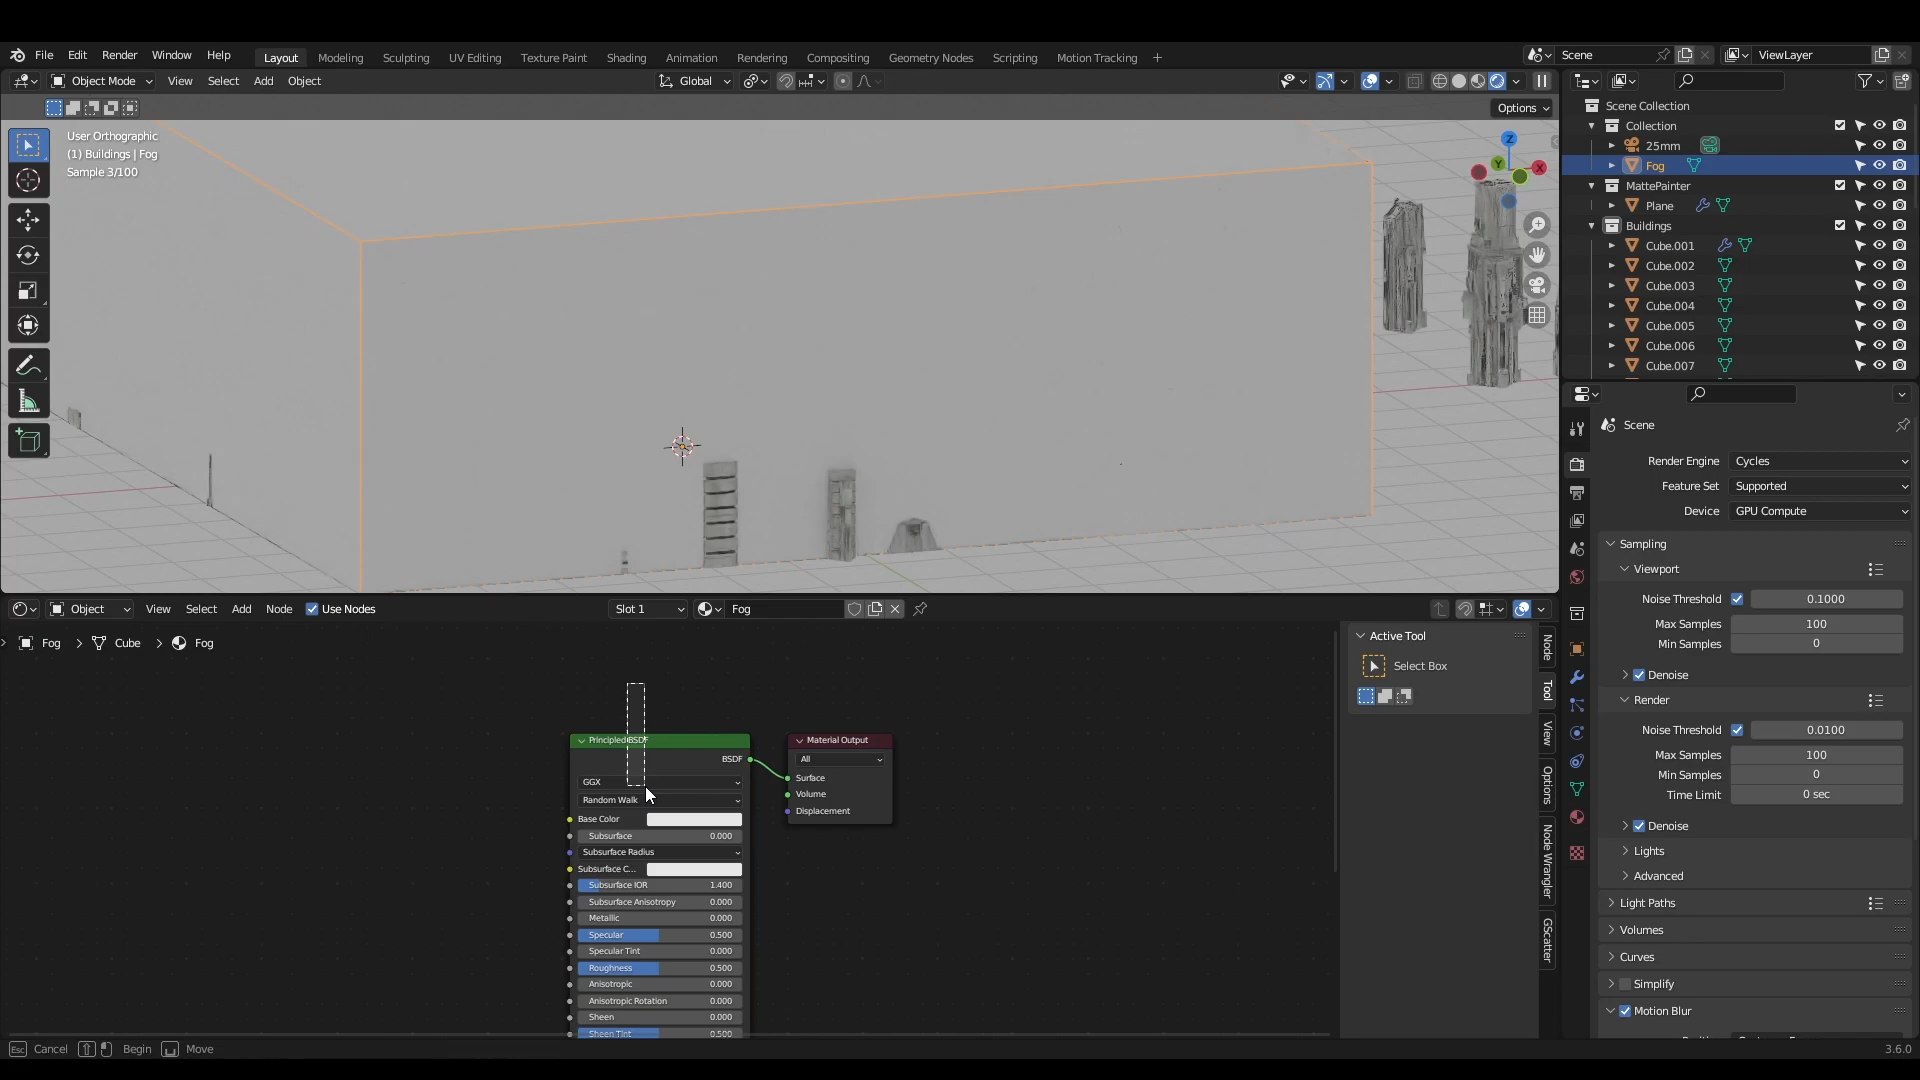 File Edit Render Window Help Layout Modeling Sculpting UV Editing Texture Paint Shading Animation Rendering Compositing Geometry Nodes Scripting Motion Tracking + Scene ViewLayer
Object Mode View Select Add Object Global
Options
User Orthographic
(1) Buildings | Fog
Sample 3/100
Z
Y
X
Scene Collection
Collection
25mm
Fog
MattePainter
Plane
Buildings
Cube.001
Cube.002
Cube.003
Cube.004
Cube.005
Cube.006
Cube.007
Scene
Render Engine Cycles
Feature Set Supported
Device GPU Compute
Sampling
Viewport
Noise Threshold 0.1000
Max Samples 100
Min Samples 0
Denoise
Render
Noise Threshold 0.0100
Max Samples 100
Min Samples 0
Time Limit 0 sec
Denoise
Lights
Advanced
Light Paths
Volumes
Curves
Simplify
Motion Blur
Object View Select Add Node Use Nodes Slot 1 Fog
Fog > Cube > Fog
Principled BSDF
BSDF
GGX
Random Walk
Base Color
Subsurface 0.000
Subsurface Radius
Subsurface C...
Subsurface IOR 1.400
Subsurface Anisotropy 0.000
Metallic 0.000
Specular 0.500
Specular Tint 0.000
Roughness 0.500
Anisotropic 0.000
Anisotropic Rotation 0.000
Sheen 0.000
Sheen Tint 0.500
Material Output
All
Surface
Volume
Displacement
Active Tool
Select Box
Node
Tool
View
Options
Node Wrangler
GScatter
Esc Cancel Begin Move
3.6.0